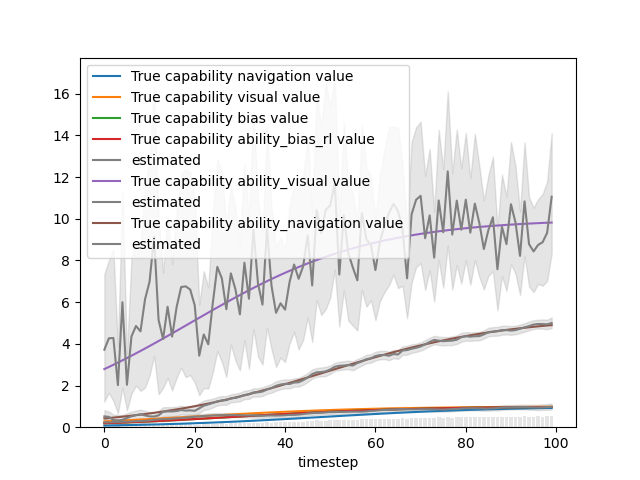 True capability navigation value
True capability visual value
True capability bias value
True capability ability_bias_rl value
estimated
True capability ability_visual value
estimated
True capability ability_navigation value
estimated
16
14
12
10
8
6
4
2
0
0 20 40 60 80 100
timestep